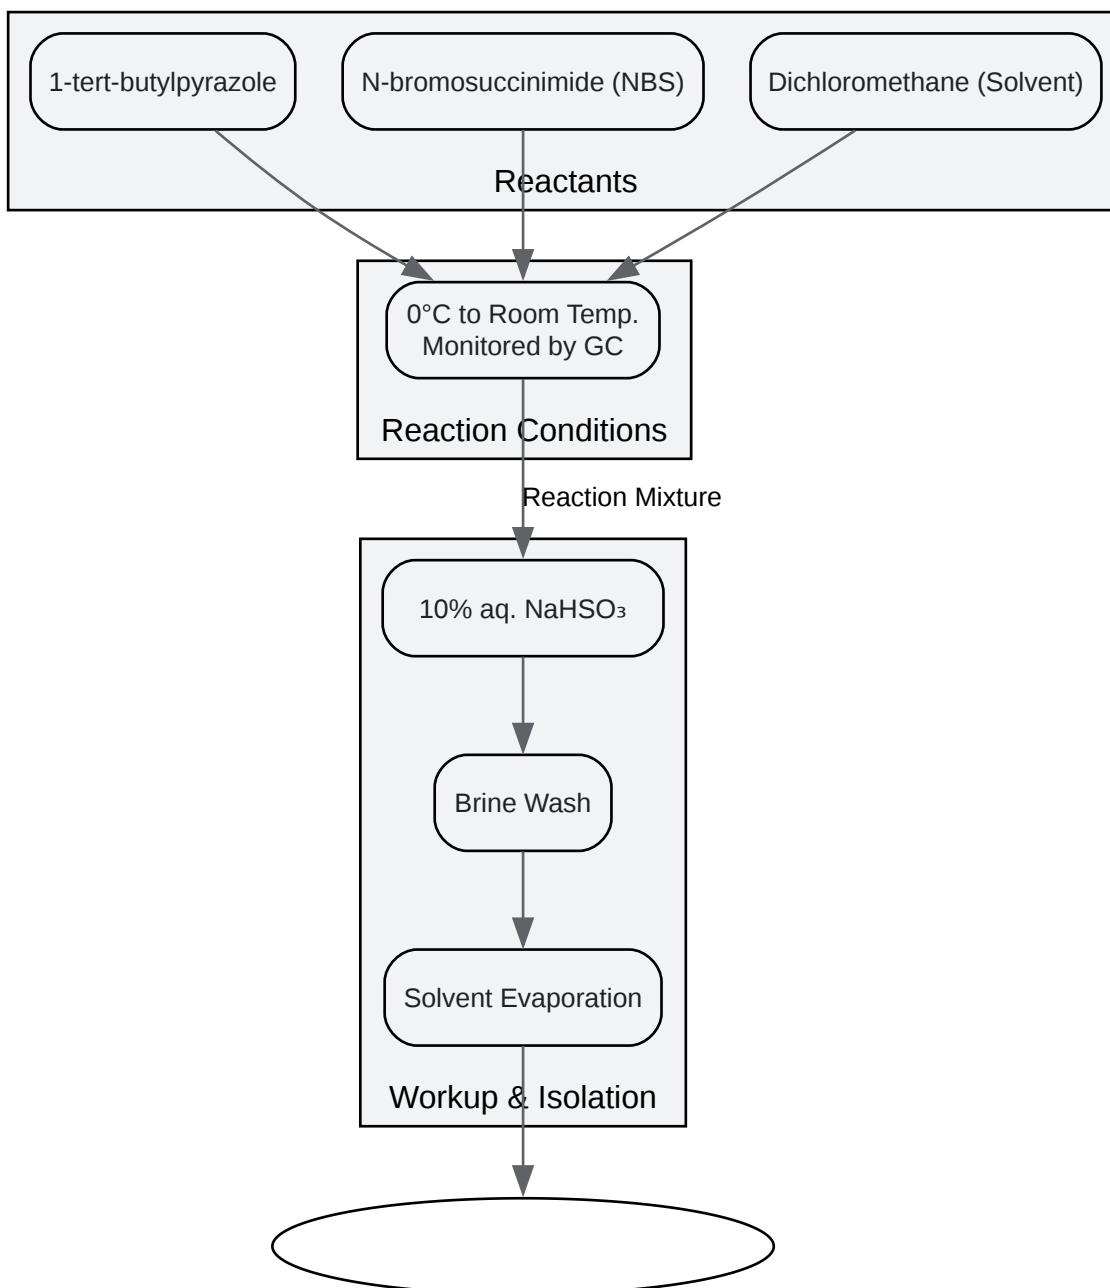 1-tert-butylpyrazole
N-bromosuccinimide (NBS)
Dichloromethane (Solvent)
Reactants
0°C to Room Temp.
Monitored by GC
Reaction Conditions
Reaction Mixture
10% aq. NaHSO₃
Brine Wash
Solvent Evaporation
Workup & Isolation